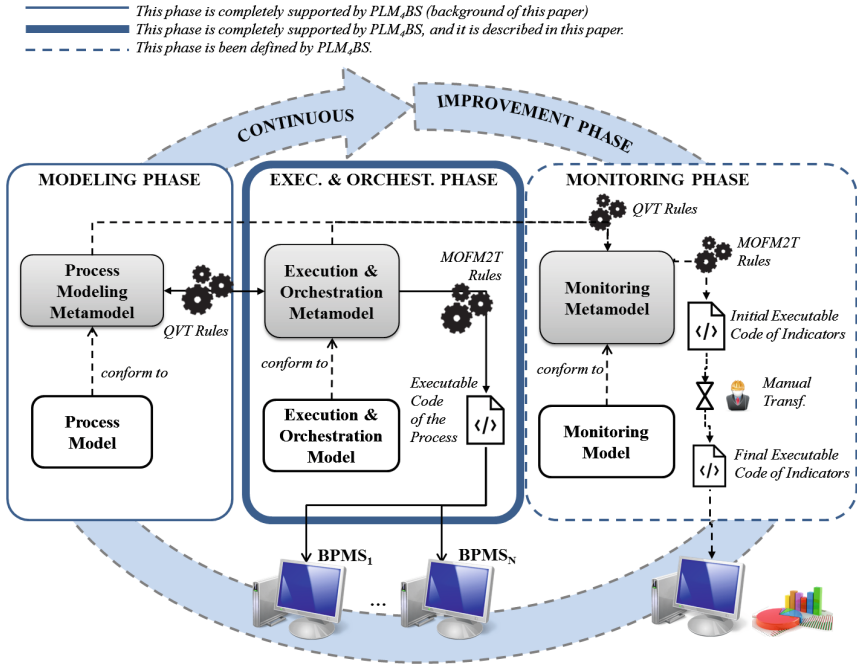 This phase is completely supported by PLM4BS (background of this paper)
This phase is completely supported by PLM4BS, and it is described in this paper.
This phase is been defined by PLM4BS.
CONTINUOUS
IMPROVEMENT PHASE
MODELING PHASE
EXEC. & ORCHEST. PHASE
MONITORING PHASE
QVT Rules
Process
Modeling
Metamodel
QVT Rules
Execution &
Orchestration
Metamodel
MOFM2T
Rules
Monitoring
Metamodel
MOFM2T
Rules
Initial Executable
Code of Indicators
</>
conform to
conform to
conform to
Executable
Code
of the
Process
</>
Manual
Transf.
Process
Model
Execution &
Orchestration
Model
Monitoring
Model
Final Executable
Code of Indicators
</>
BPMS1
BPMSN
...